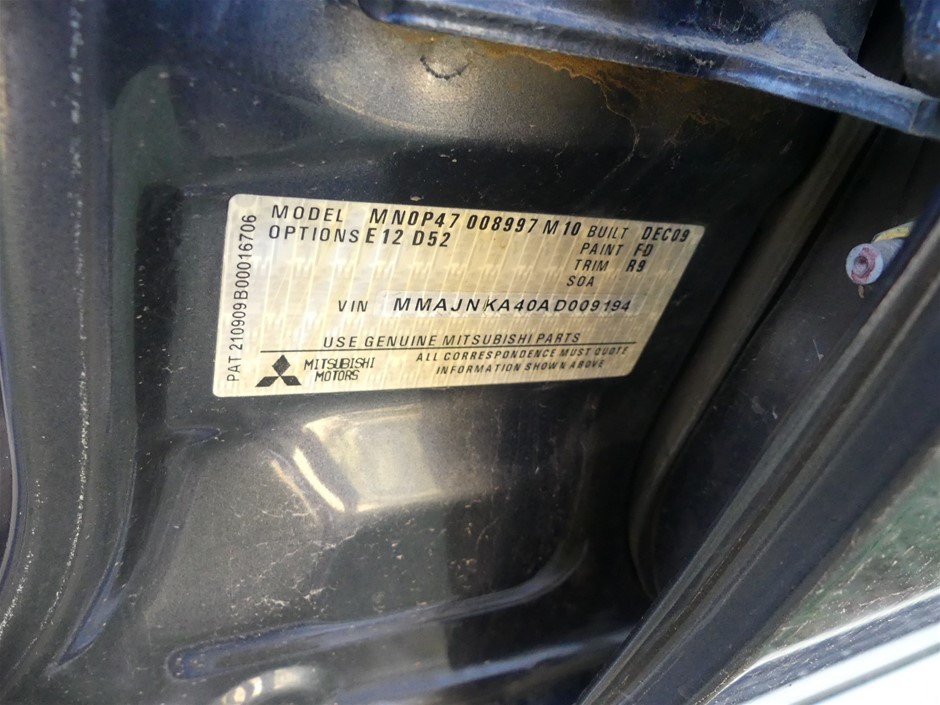 PAT 210909B00016706
MODEL MN0P47 008997 M10 BUILT DEC09
OPTIONS E12 D52 PAINT FD
TRIM R9
SOA
VIN MMAJNKA40AD009194
USE GENUINE MITSUBISHI PARTS
MITSUBISHI MOTORS
ALL CORRESPONDENCE MUST QUOTE
INFORMATION SHOWN ABOVE